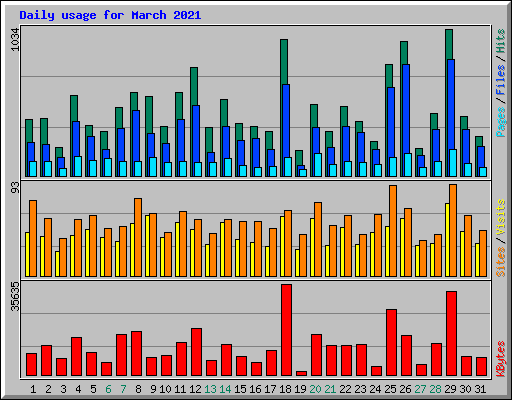 Daily usage for March 2021
1034
Pages / Files / Hits
93
Sites / Visits
35635
KBytes
1 2 3 4 5 6 7 8 9 10 11 12 13 14 15 16 17 18 19 20 21 22 23 24 25 26 27 28 29 30 31